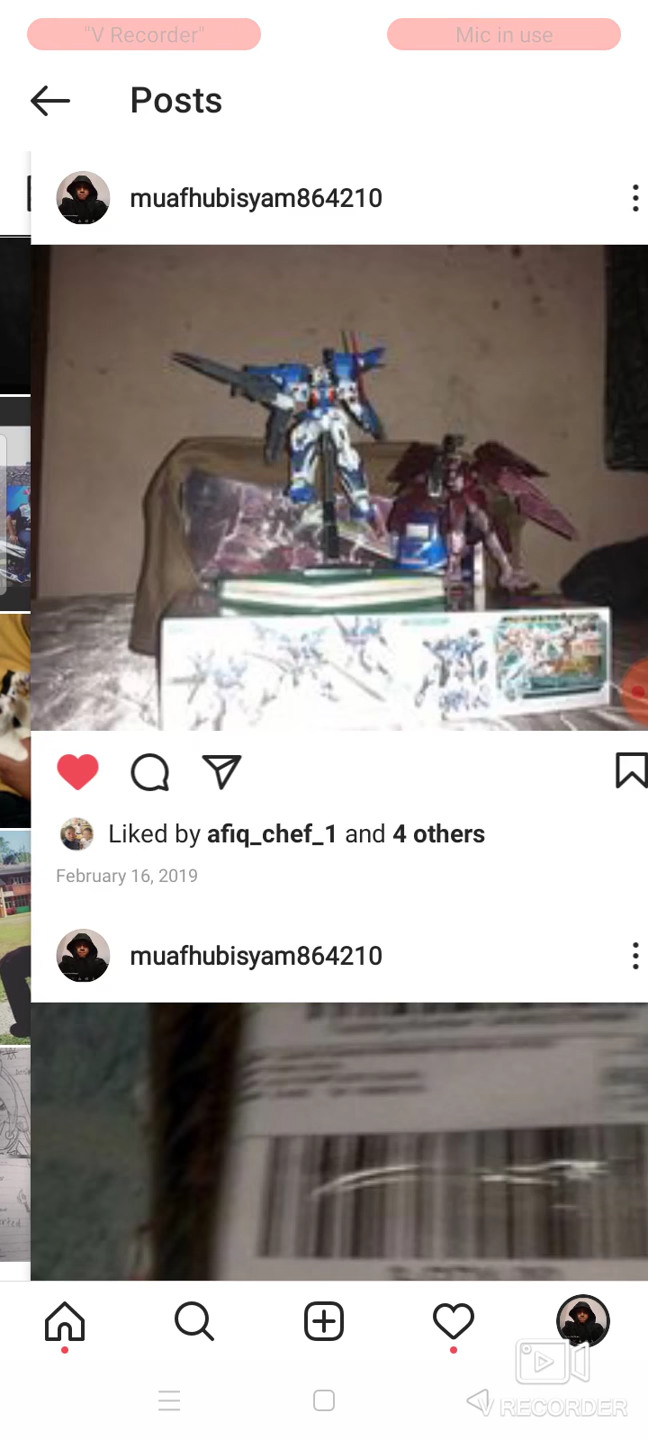 "V Recorder"
Mic in use
Posts
muafhubisyam864210
Liked by afiq_chef_1 and 4 others
February 16, 2019
muafhubisyam864210
V RECORDER